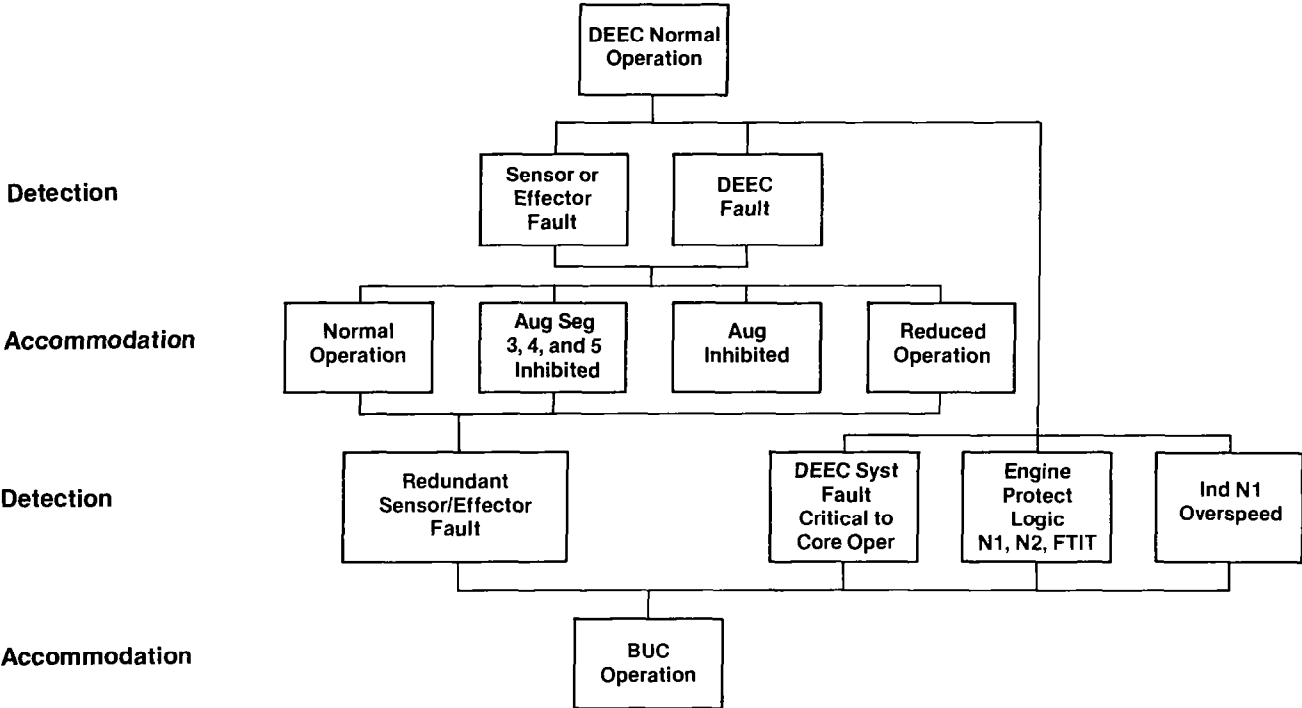 DEEC Normal
Operation
Detection
Sensor or
Effector
Fault
DEEC
Fault
Accommodation
Normal
Operation
Aug Seg
3, 4, and 5
Inhibited
Aug
Inhibited
Reduced
Operation
Detection
Redundant
Sensor/Effector
Fault
DEEC Syst
Fault
Critical to
Core Oper
Engine
Protect
Logic
N1, N2, FTIT
Ind N1
Overspeed
Accommodation
BUC
Operation